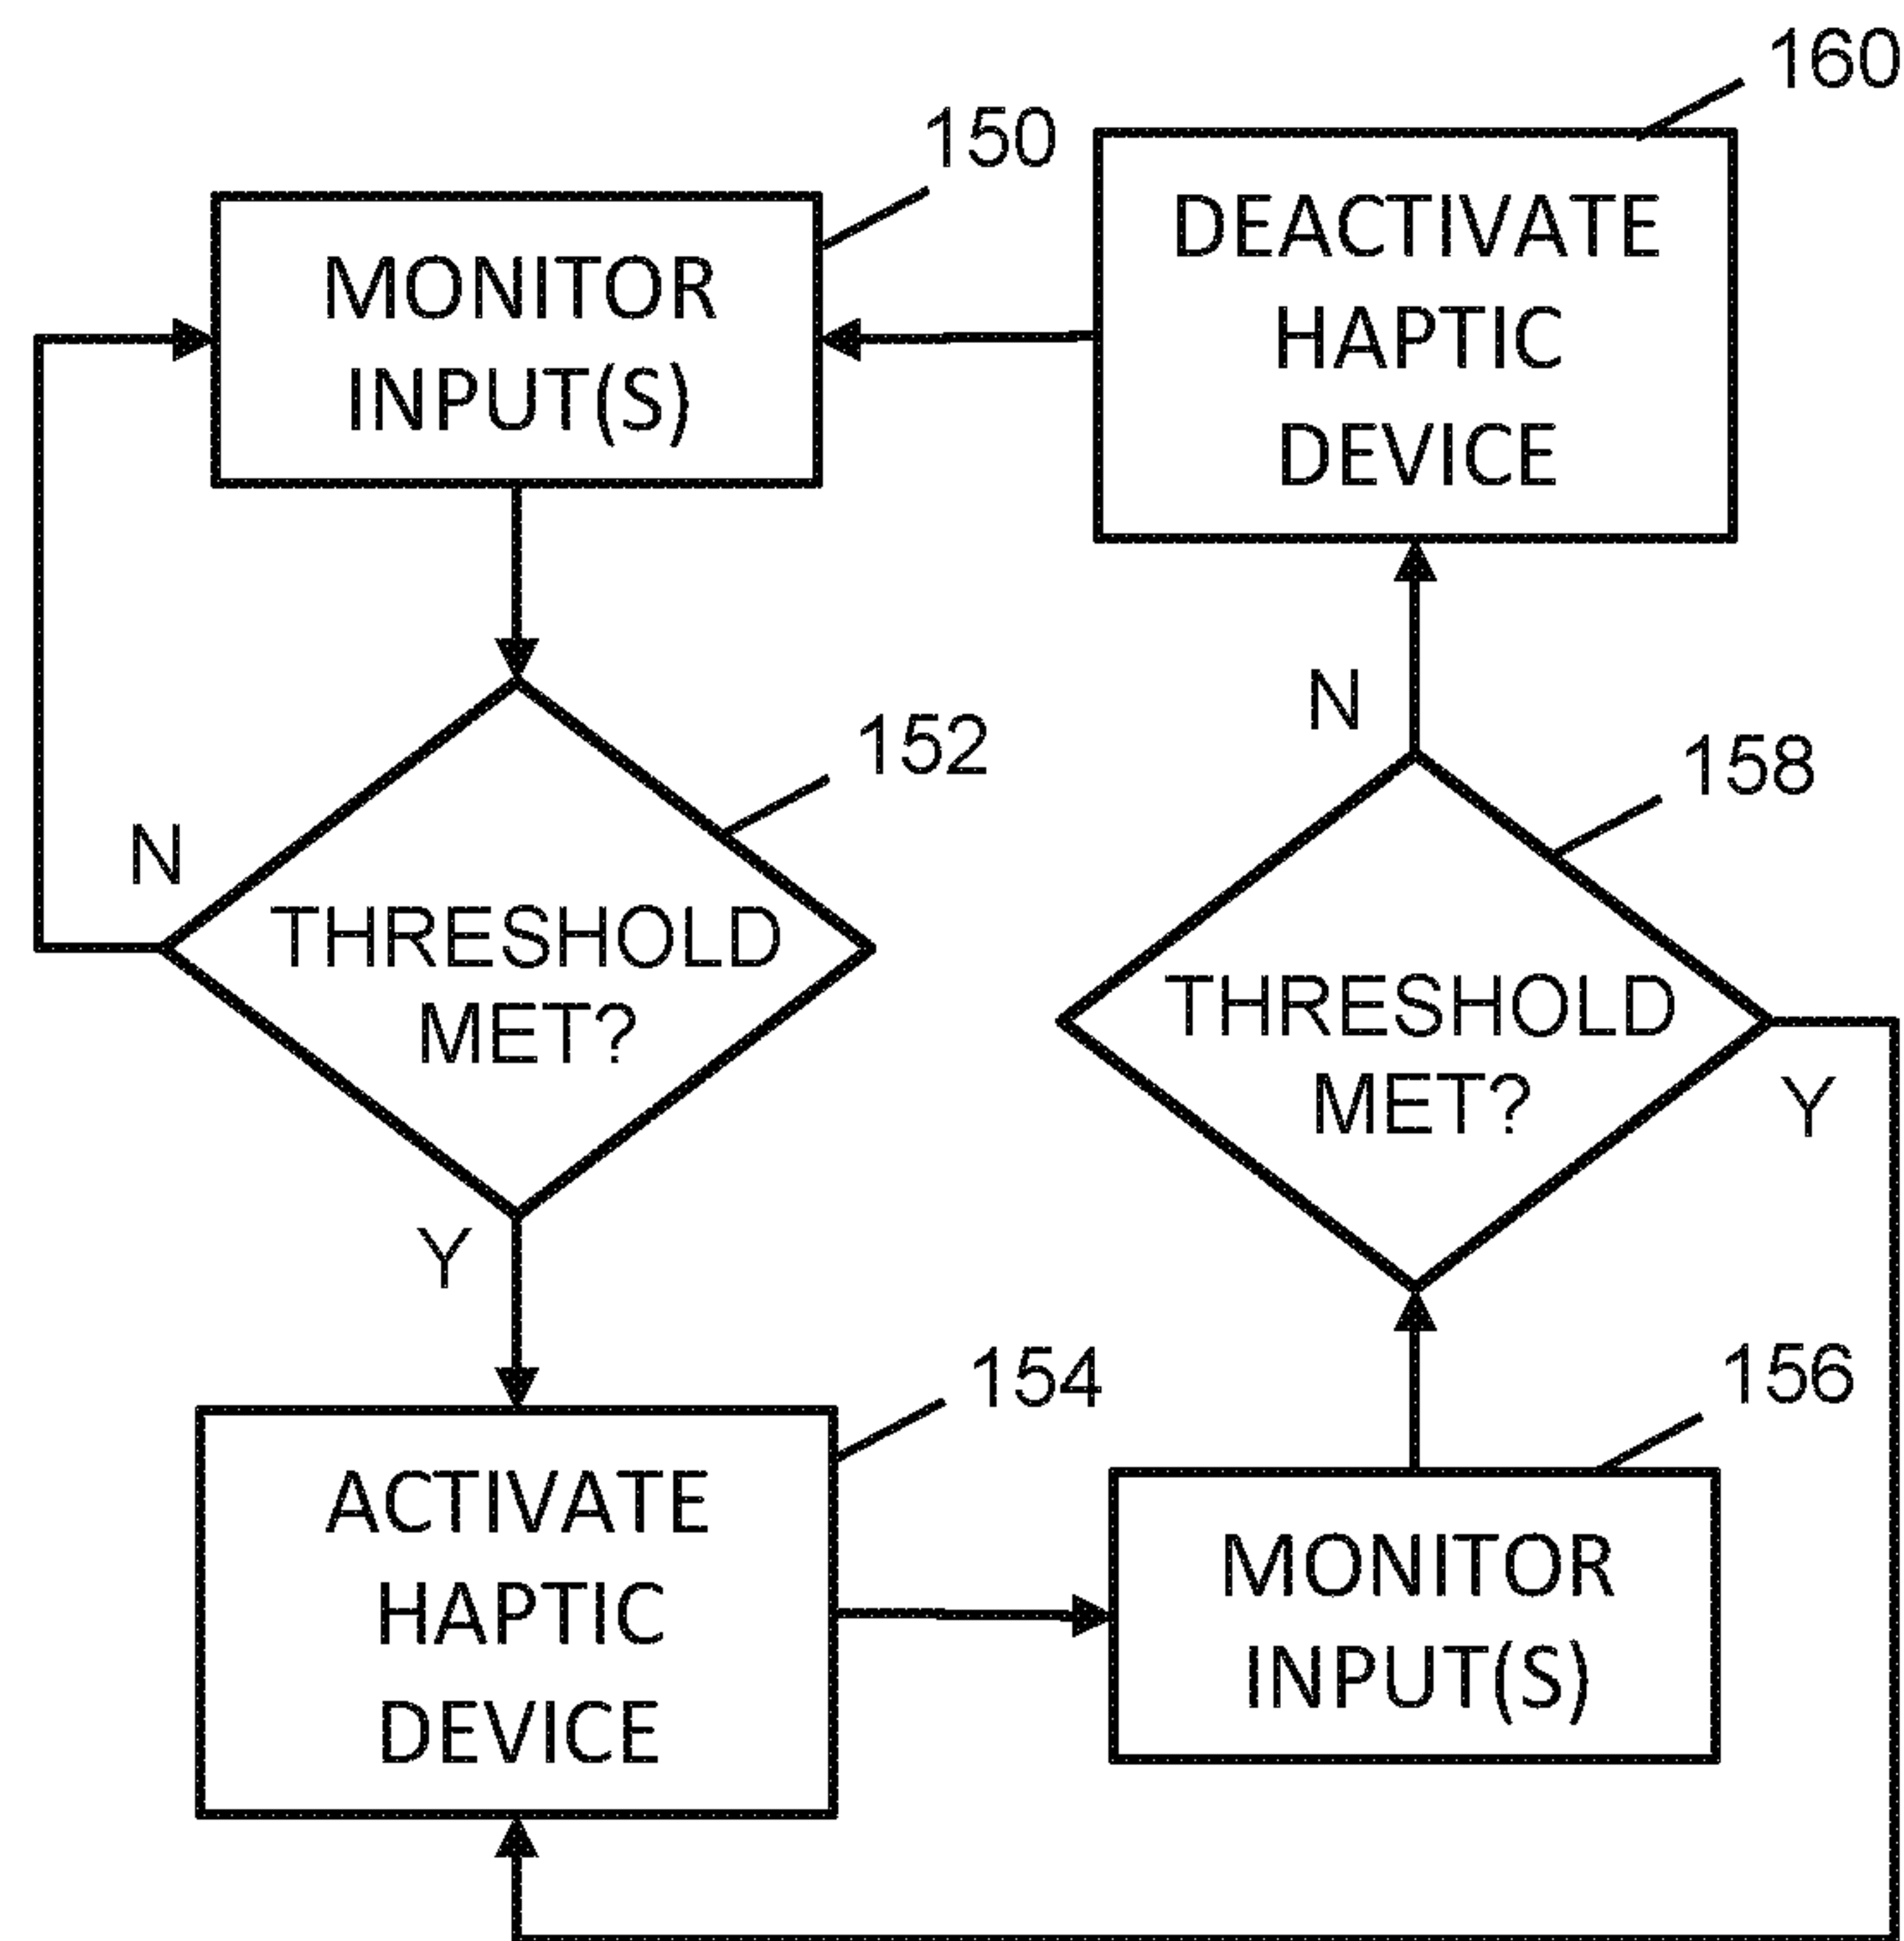 160
150
DEACTIVATE
HAPTIC
DEVICE
MONITOR
INPUT(S)
N
152
158
N
THRESHOLD
MET?
THRESHOLD
MET?
Y
Y
154
156
ACTIVATE
HAPTIC
DEVICE
MONITOR
INPUT(S)